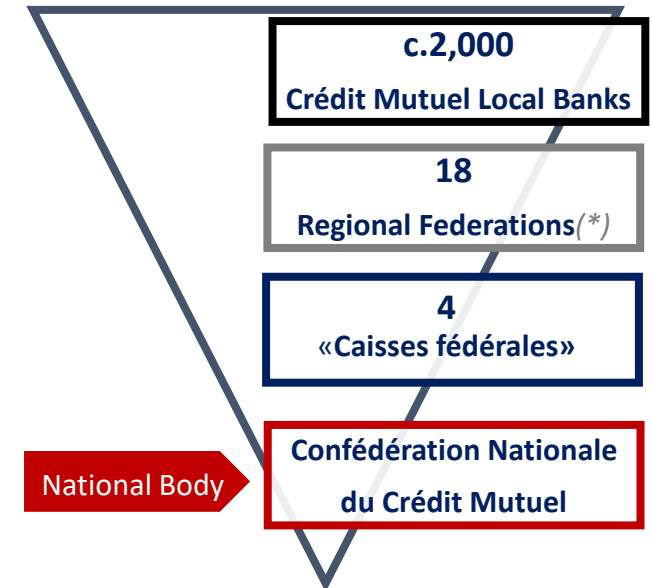 c.2,000
Crédit Mutuel Local Banks
18
Regional Federations(*)
4
«Caisses fédérales»
National Body
Confédération Nationale
du Crédit Mutuel